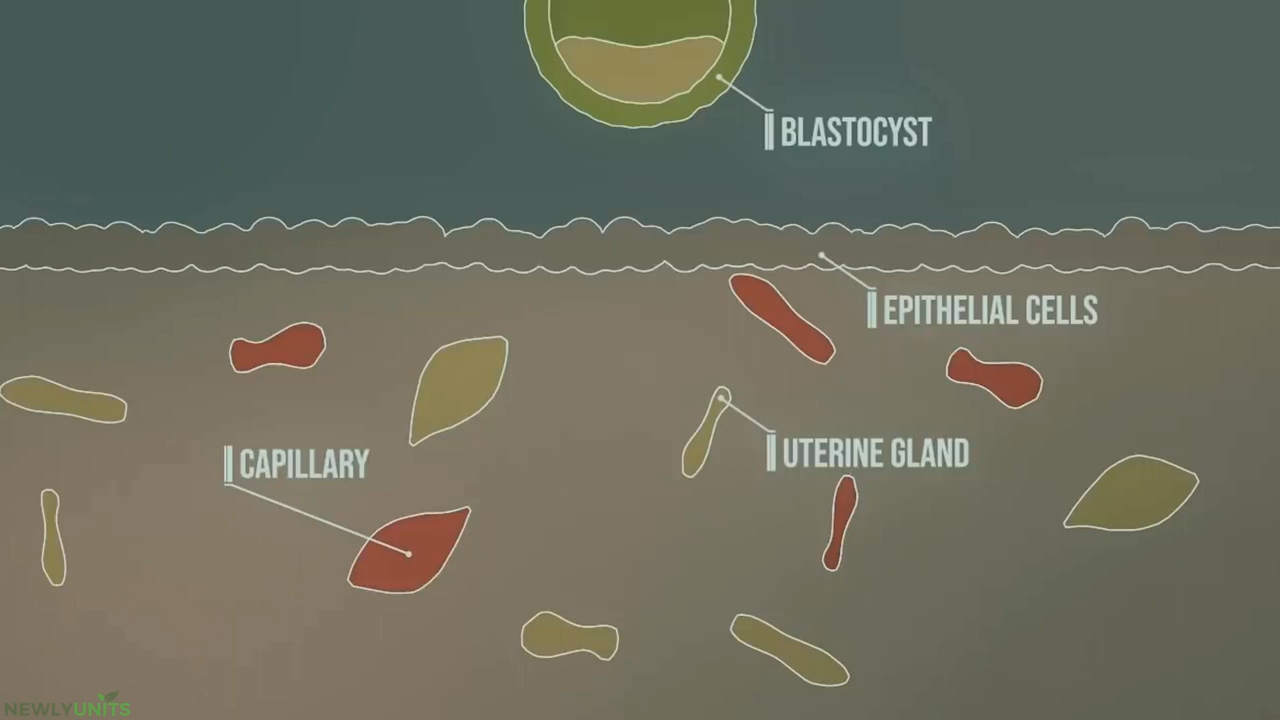 BLASTOCYST
EPITHELIAL CELLS
UTERINE GLAND
CAPILLARY
NEWLYUNITS